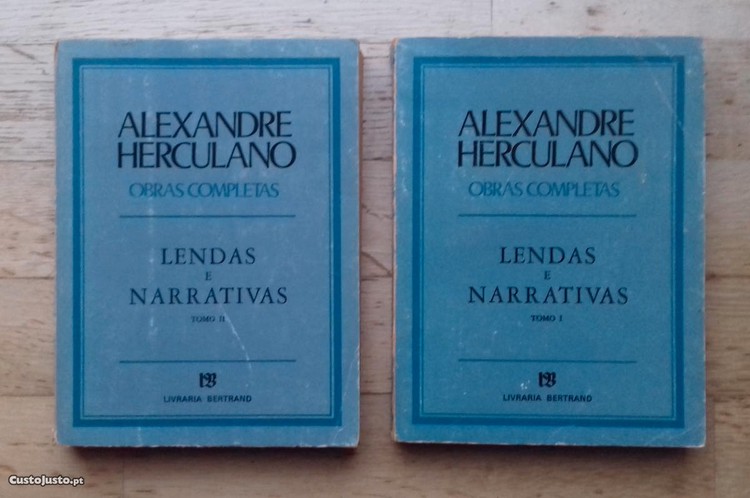 ALEXANDRE
HERCULANO
OBRAS COMPLETAS
LENDAS
E
NARRATIVAS
TOMO II
LIVRARIA BERTRAND
ALEXANDRE
HERCULANO
OBRAS COMPLETAS
LENDAS
E
NARRATIVAS
TOMO I
LIVRARIA BERTRAND
CustoJusto.pt